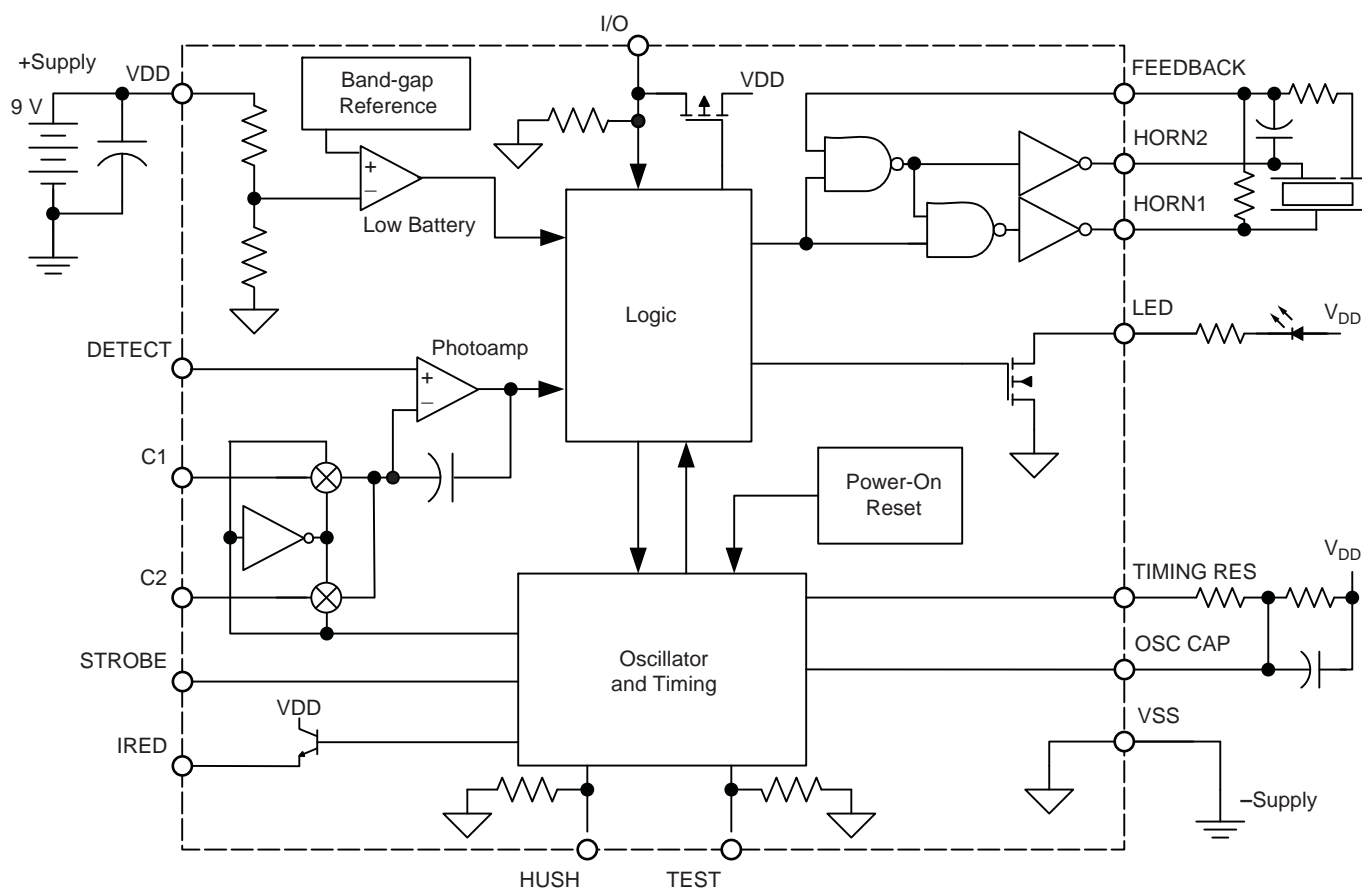 I/O
+Supply
VDD
9 V
Band-gap
Reference
VDD
FEEDBACK
HORN2
HORN1
+
−
Low Battery
Logic
LED
VDD
DETECT
Photoamp
+
−
C1
C2
Power-On
Reset
VDD
TIMING RES
OSC CAP
Oscillator
and Timing
STROBE
VDD
IRED
VSS
–Supply
HUSH
TEST